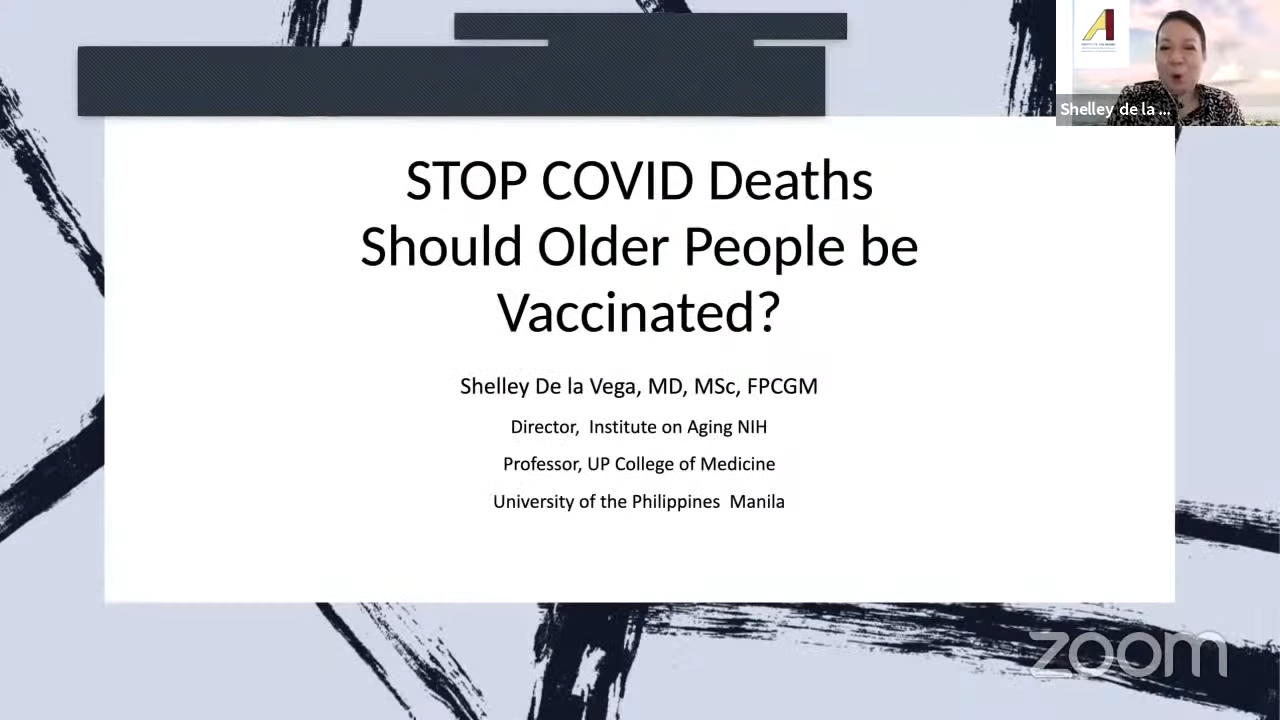 STOP COVID Deaths
Should Older People be
Vaccinated?
Shelley De la Vega, MD, MSc, FPCGM
Director, Institute on Aging NIH
Professor, UP College of Medicine
University of the Philippines Manila
Shelley de la ...
zoom